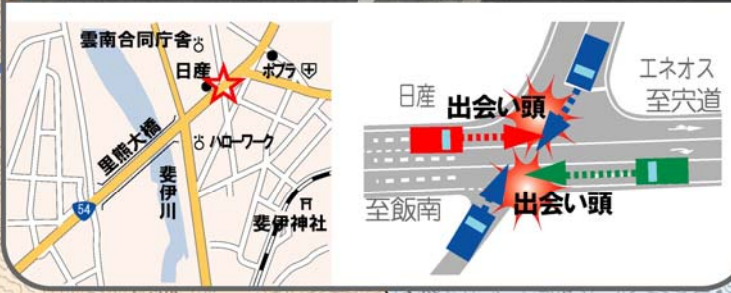 雲南合同庁舎
日産
ポプラ
里熊大橋
ハローワーク
斐伊川
54
斐伊神社
エネオス
至宍道
日産
出会い頭
至飯南
出会い頭